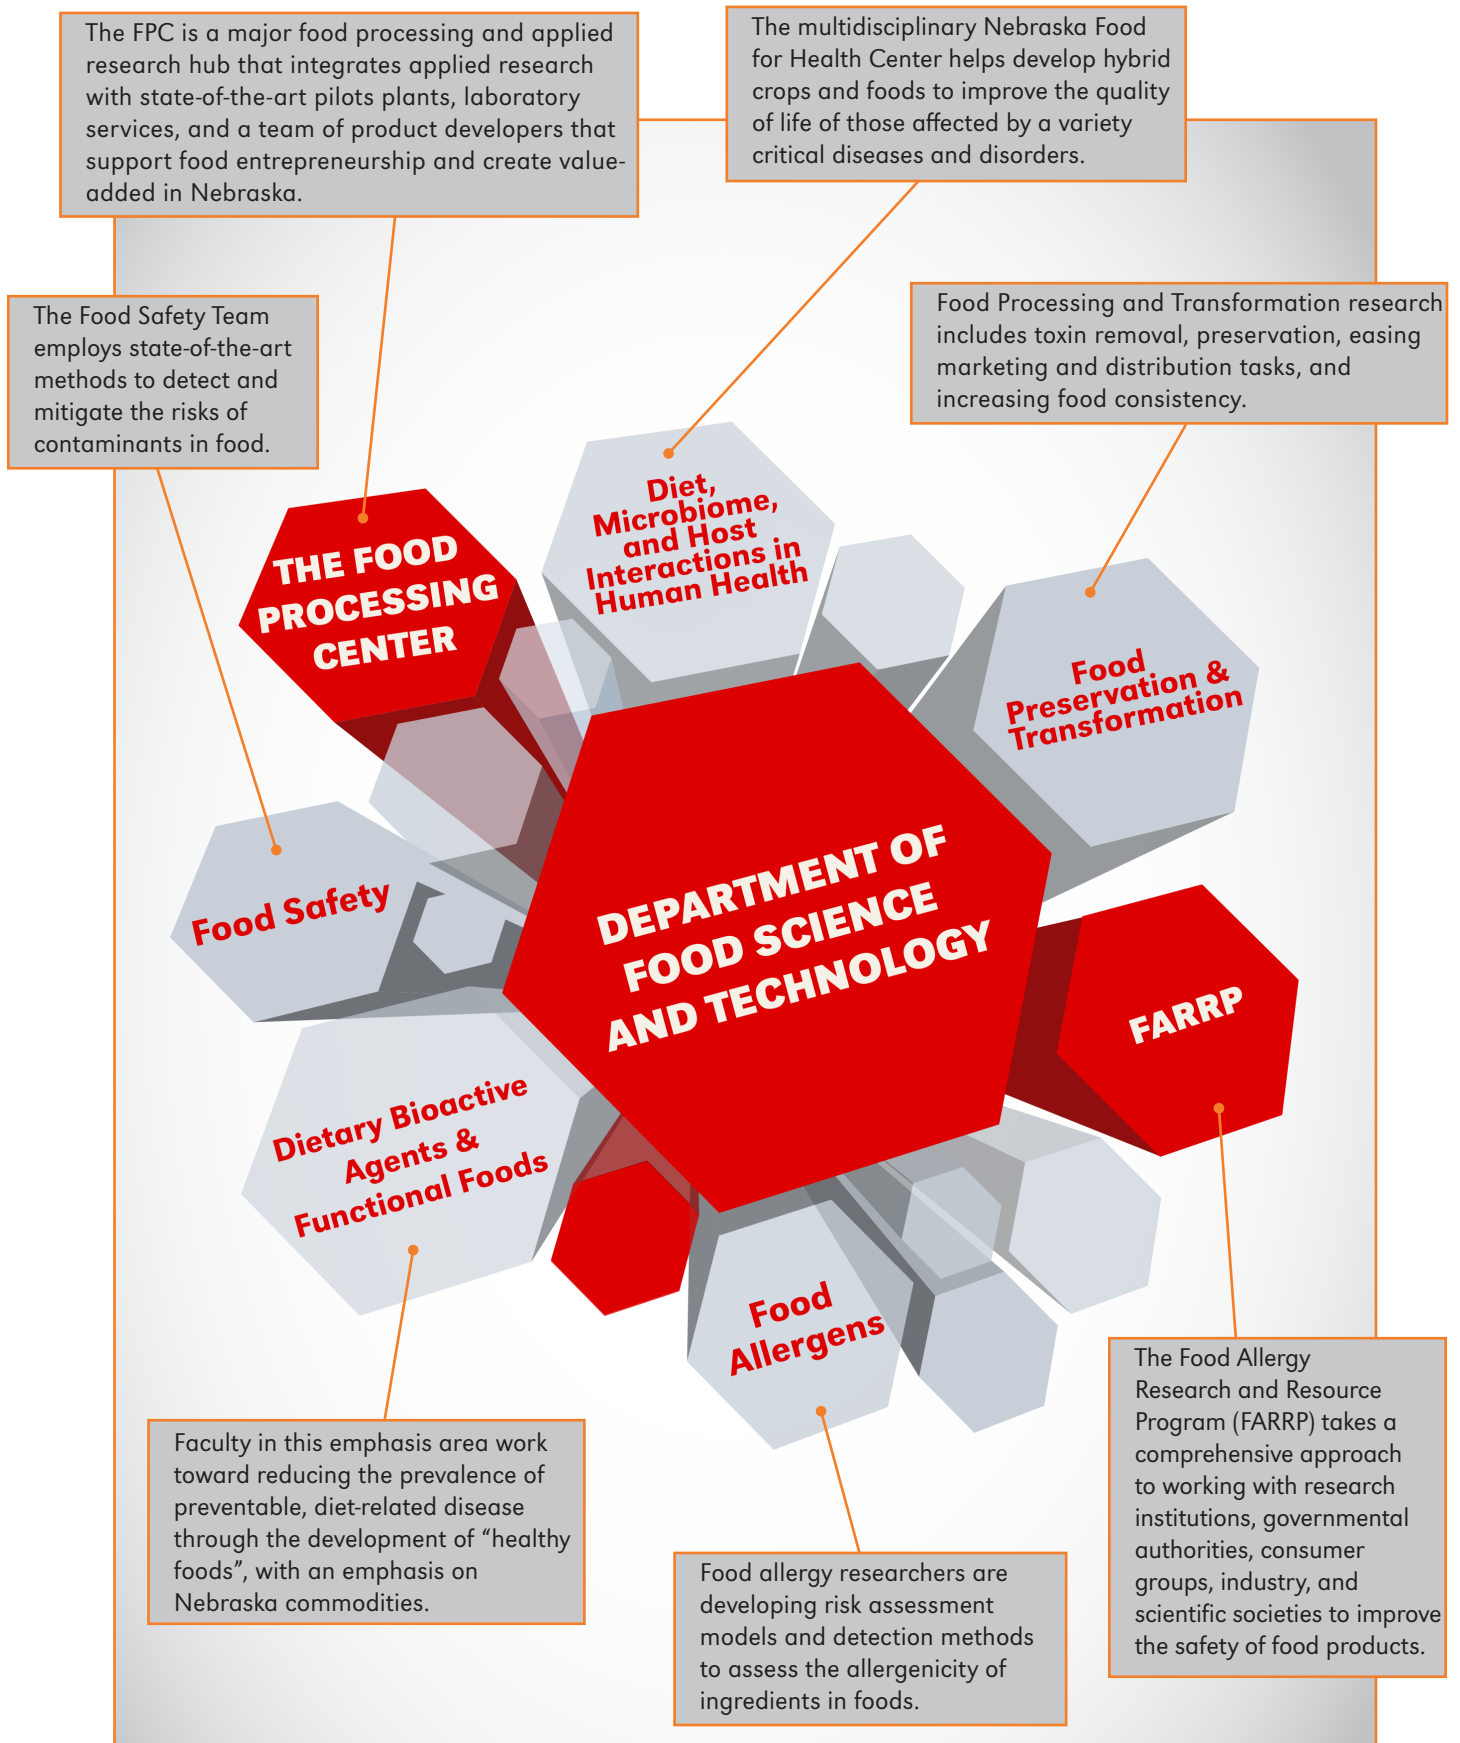 The FPC is a major food processing and applied
research hub that integrates applied research
with state-of-the-art pilots plants, laboratory
services, and a team of product developers that
support food entrepreneurship and create value-
added in Nebraska.
The multidisciplinary Nebraska Food
for Health Center helps develop hybrid
crops and foods to improve the quality
of life of those affected by a variety
critical diseases and disorders.
The Food Safety Team
employs state-of-the-art
methods to detect and
mitigate the risks of
contaminants in food.
Food Processing and Transformation research
includes toxin removal, preservation, easing
marketing and distribution tasks, and
increasing food consistency.
THE FOOD
PROCESSING
CENTER
Diet,
Microbiome,
and Host
Interactions in
Human Health
Food
Preservation &
Transformation
Food Safety
DEPARTMENT OF
FOOD SCIENCE
AND TECHNOLOGY
FARRP
Dietary Bioactive
Agents &
Functional Foods
Food
Allergens
Faculty in this emphasis area work
toward reducing the prevalence of
preventable, diet-related disease
through the development of “healthy
foods”, with an emphasis on
Nebraska commodities.
Food allergy researchers are
developing risk assessment
models and detection methods
to assess the allergenicity of
ingredients in foods.
The Food Allergy
Research and Resource
Program (FARRP) takes a
comprehensive approach
to working with research
institutions, governmental
authorities, consumer
groups, industry, and
scientific societies to improve
the safety of food products.